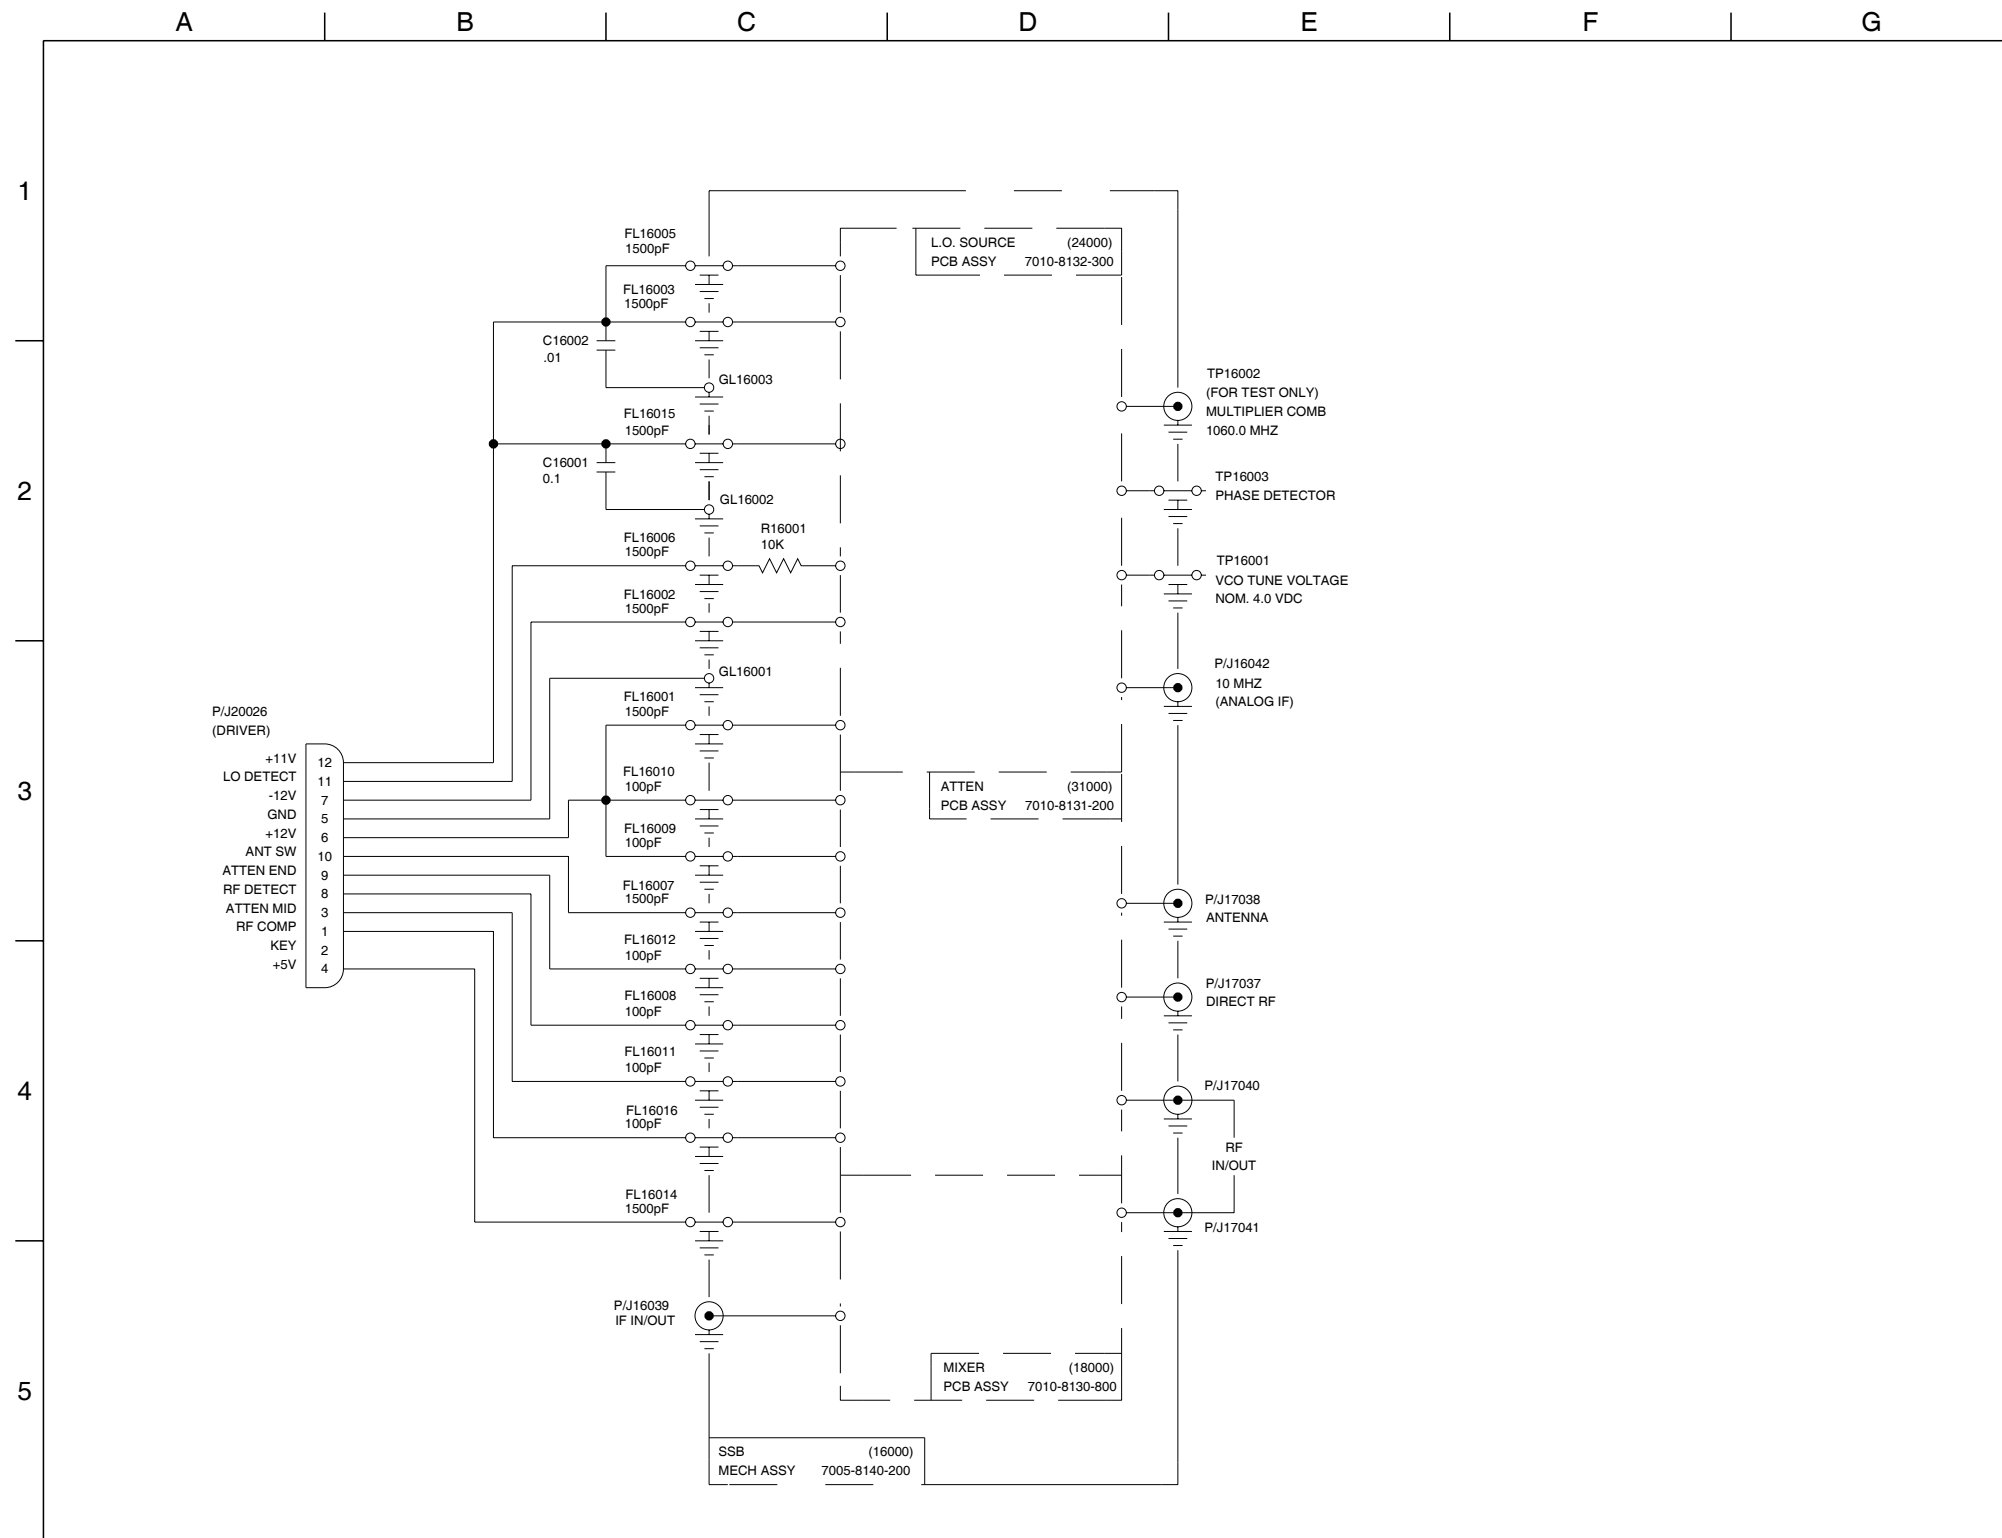 A B C D E F G
1
2
3
4
5
FL16005
1500pF
FL16003
1500pF
C16002
.01
GL16003
FL16015
1500pF
C16001
0.1
GL16002
FL16006
1500pF
R16001
10K
FL16002
1500pF
GL16001
FL16001
1500pF
FL16010
100pF
FL16009
100pF
FL16007
1500pF
FL16012
100pF
FL16008
100pF
FL16011
100pF
FL16016
100pF
FL16014
1500pF
P/J16039
IF IN/OUT
P/J20026
(DRIVER)
+11V 12
LO DETECT 11
-12V 7
GND 5
+12V 6
ANT SW 10
ATTEN END 9
RF DETECT 8
ATTEN MID 3
RF COMP 1
KEY 2
+5V 4
L.O. SOURCE (24000)
PCB ASSY 7010-8132-300
ATTEN (31000)
PCB ASSY 7010-8131-200
MIXER (18000)
PCB ASSY 7010-8130-800
SSB (16000)
MECH ASSY 7005-8140-200
TP16002
(FOR TEST ONLY)
MULTIPLIER COMB
1060.0 MHZ
TP16003
PHASE DETECTOR
TP16001
VCO TUNE VOLTAGE
NOM. 4.0 VDC
P/J16042
10 MHZ
(ANALOG IF)
P/J17038
ANTENNA
P/J17037
DIRECT RF
P/J17040
RF
IN/OUT
P/J17041